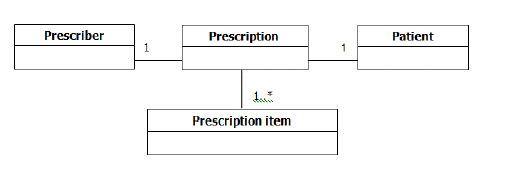 Prescriber
Prescription
Patient
1
1
1..*
Prescription item